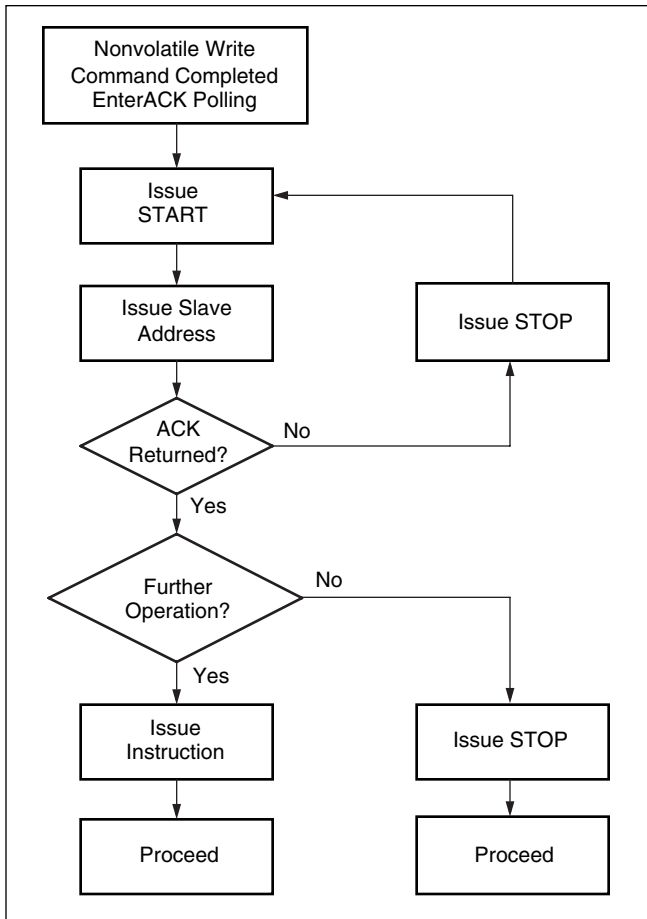 Nonvolatile Write
Command Completed
EnterACK Polling
Issue
START
Issue Slave
Address
Issue STOP
ACK
Returned?
No
Yes
Further
Operation?
No
Yes
Issue
Instruction
Issue STOP
Proceed
Proceed